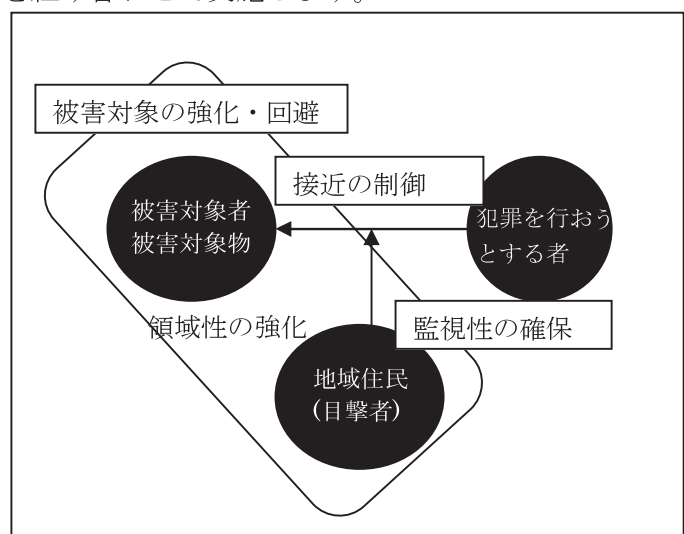 被害対象の強化・回避
接近の制御
被害対象者
被害対象物
犯罪を行おう
とする者
領域性の強化
監視性の確保
地域住民
(目撃者)